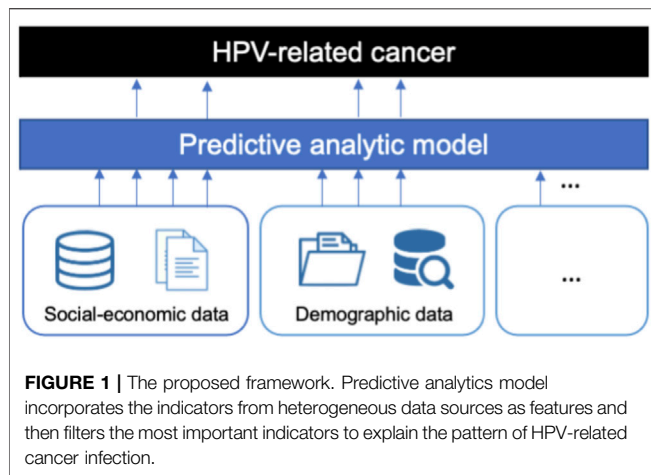 HPV-related cancer
Predictive analytic model
...
...
Social-economic data
Demographic data
FIGURE 1 | The proposed framework. Predictive analytics model
incorporates the indicators from heterogeneous data sources as features and
then filters the most important indicators to explain the pattern of HPV-related
cancer infection.